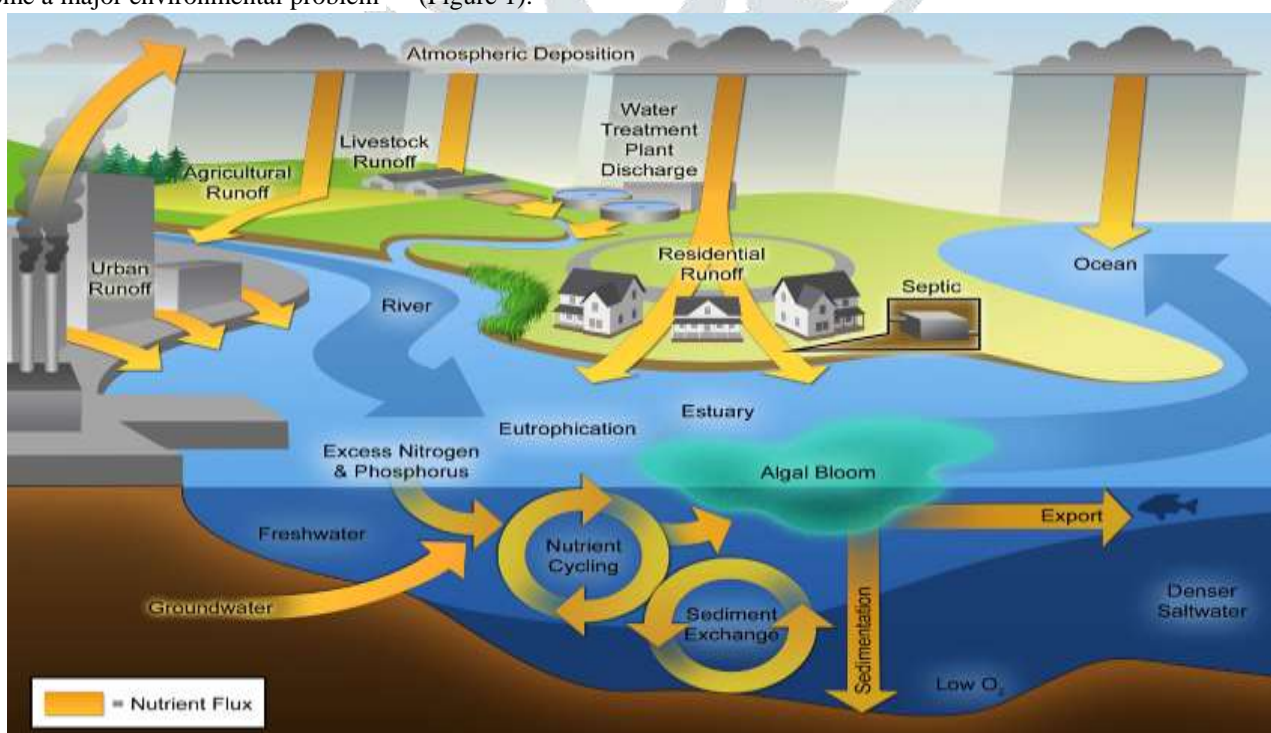 a major environmental problem (Figure 1).
Atmospheric Deposition
Water
Treatment
Plant
Discharge
Livestock
Runoff
Agricultural
Runoff
Urban
Runoff
River
Residential
Runoff
Septic
Ocean
Estuary
Eutrophication
Excess Nitrogen
& Phosphorus
Algal Bloom
Export
Freshwater
Nutrient
Cycling
Groundwater
Sediment
Exchange
Sedimentation
Denser
Saltwater
Low O₂
= Nutrient Flux